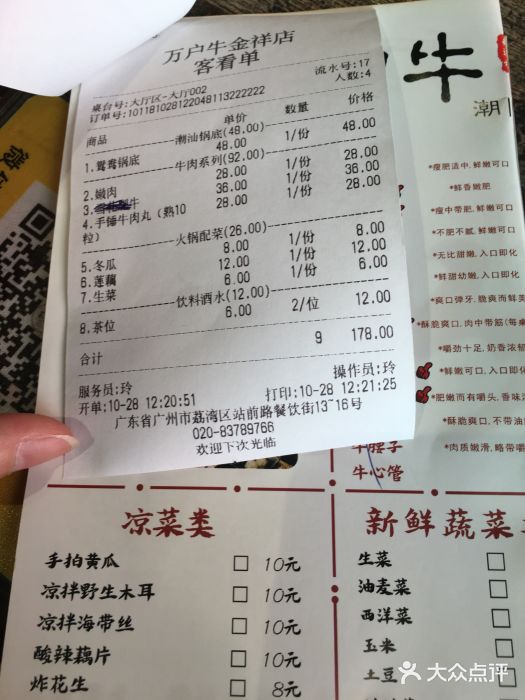 万户牛金祥店
客看单
桌台号:大厅区-大厅002 流水号:17
订单号:101181028122048113222222 人数:4
商品 单价 数量 价格
潮汕锅底(48.00)
1.鸳鸯锅底 48.00 1/份 48.00
牛肉系列(92.00)
2.嫩肉 28.00 1/份 28.00
3.牛 36.00 1/份 36.00
4.手锤牛肉丸（熟10粒） 28.00 1/份 28.00
火锅配菜(26.00)
5.冬瓜 8.00 1/份 8.00
6.莲藕 12.00 1/份 12.00
7.生菜 6.00 1/份 6.00
饮料酒水(12.00)
8.茶位 6.00 2/位 12.00
合计 9 178.00
服务员:玲 操作员:玲
开单:10-28 12:20:51 打印:10-28 12:21:25
广东省广州市荔湾区站前路餐饮街13-16号
020-83789766
欢迎下次光临
牛
潮
*瘦肥适中,鲜嫩可口
*鲜香嫩肥
*瘦中带肥,鲜嫩可口
*不肥不腻,鲜嫩可口
*无比甜嫩,入口即化
*鲜甜幼嫩,入口即化
*爽口弹牙,脆爽而鲜美
*酥脆爽口,肉中带筋(每桌
*嚼劲十足,奶香浓郁
*鲜嫩可口,入口即化
*肥嫩而有嚼头,香味浓
*酥脆爽口,不带油
牛腰子 *肉质嫩滑,略带嚼
牛心管
凉菜类
手拍黄瓜 □ 10元
凉拌野生木耳 □ 10元
凉拌海带丝 □ 10元
酸辣藕片 □ 10元
炸花生 □ 8元
新鲜蔬菜
生菜 □
油麦菜 □
西洋菜 □
玉米 □
土豆
大众点评